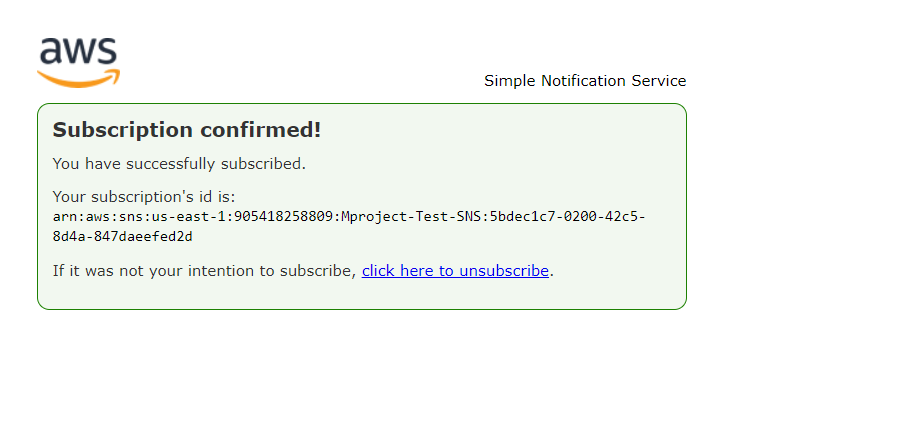 aws
Simple Notification Service
Subscription confirmed!
You have successfully subscribed.
Your subscription's id is:
arn:aws:sns:us-east-1:905418258809:Mproject-Test-SNS:5bdec1c7-0200-42c5-
8d4a-847daeefed2d
If it was not your intention to subscribe, click here to unsubscribe.